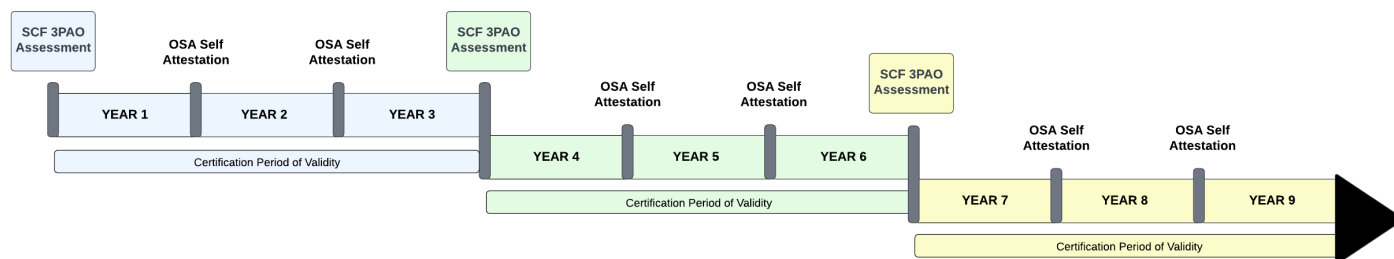 SCF 3PAO
Assessment
OSA Self
Attestation
OSA Self
Attestation
YEAR 1
YEAR 2
YEAR 3
Certification Period of Validity
SCF 3PAO
Assessment
OSA Self
Attestation
OSA Self
Attestation
YEAR 4
YEAR 5
YEAR 6
Certification Period of Validity
SCF 3PAO
Assessment
OSA Self
Attestation
OSA Self
Attestation
YEAR 7
YEAR 8
YEAR 9
Certification Period of Validity